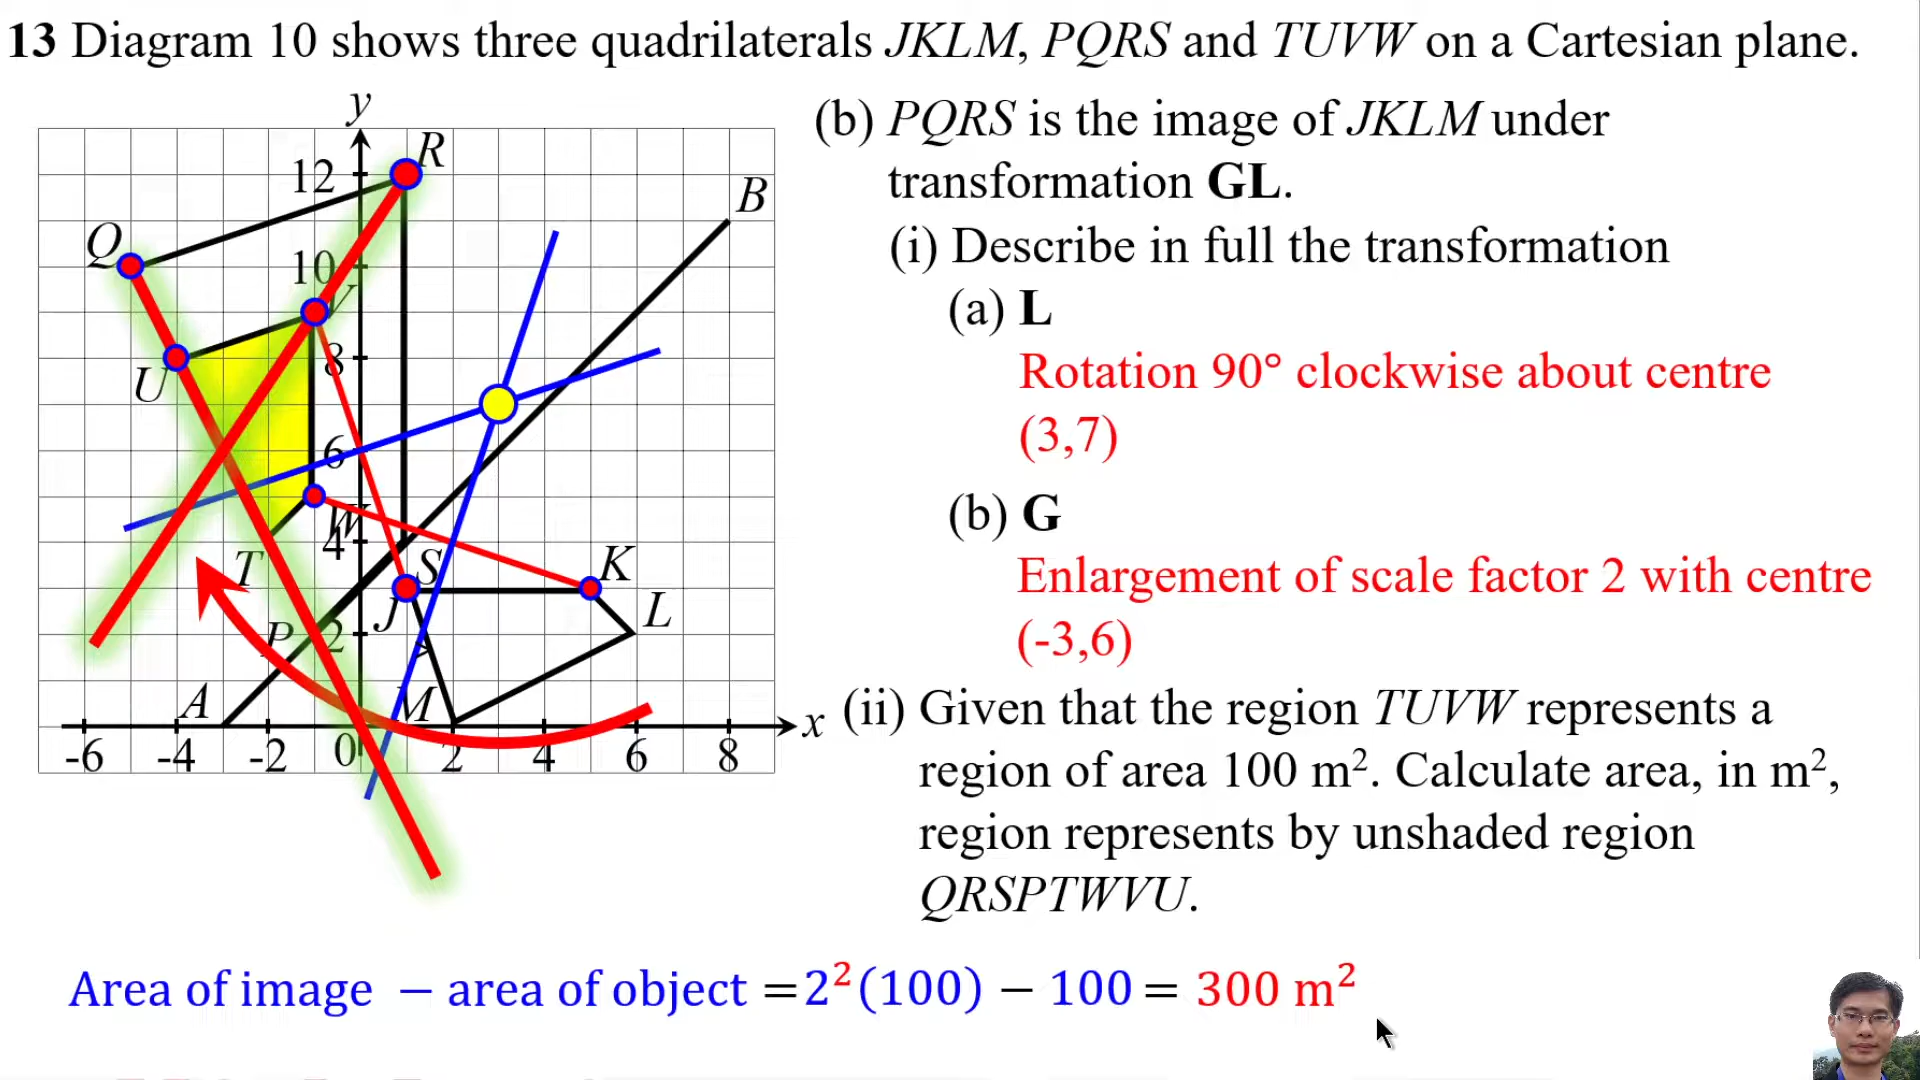 13 Diagram 10 shows three quadrilaterals JKLM, PQRS and TUVW on a Cartesian plane.
y
R
12
B
Q
10
V
8
U
6
W
4
T
S
K
J
L
P
2
A
M
x
-6 -4 -2 0 2 4 6 8
(b) PQRS is the image of JKLM under
transformation GL.
(i) Describe in full the transformation
(a) L
Rotation 90° clockwise about centre
(3,7)
(b) G
Enlargement of scale factor 2 with centre
(-3,6)
(ii) Given that the region TUVW represents a
region of area 100 m². Calculate area, in m²,
region represents by unshaded region
QRSPTWVU.
Area of image – area of object =2²(100) – 100 = 300 m²